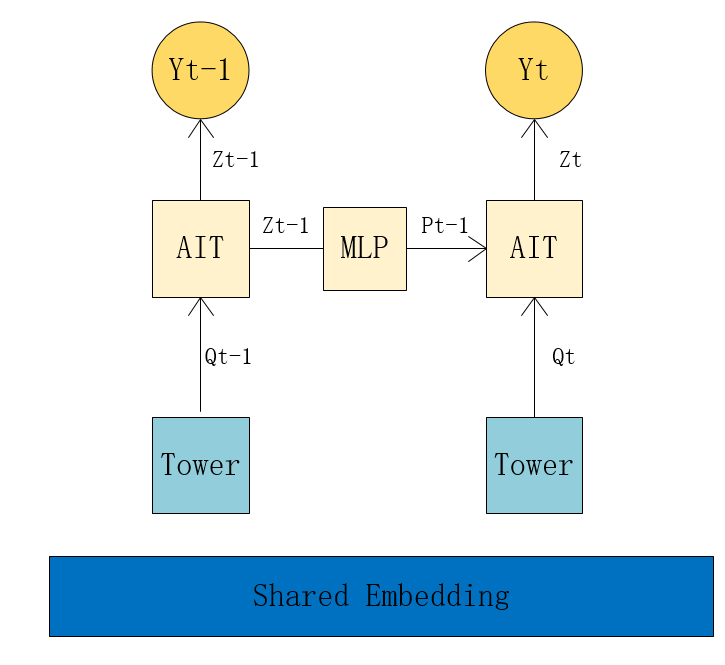 Yt-1
Yt
Zt-1
Zt
AIT
Zt-1
MLP
Pt-1
AIT
Qt-1
Qt
Tower
Tower
Shared Embedding